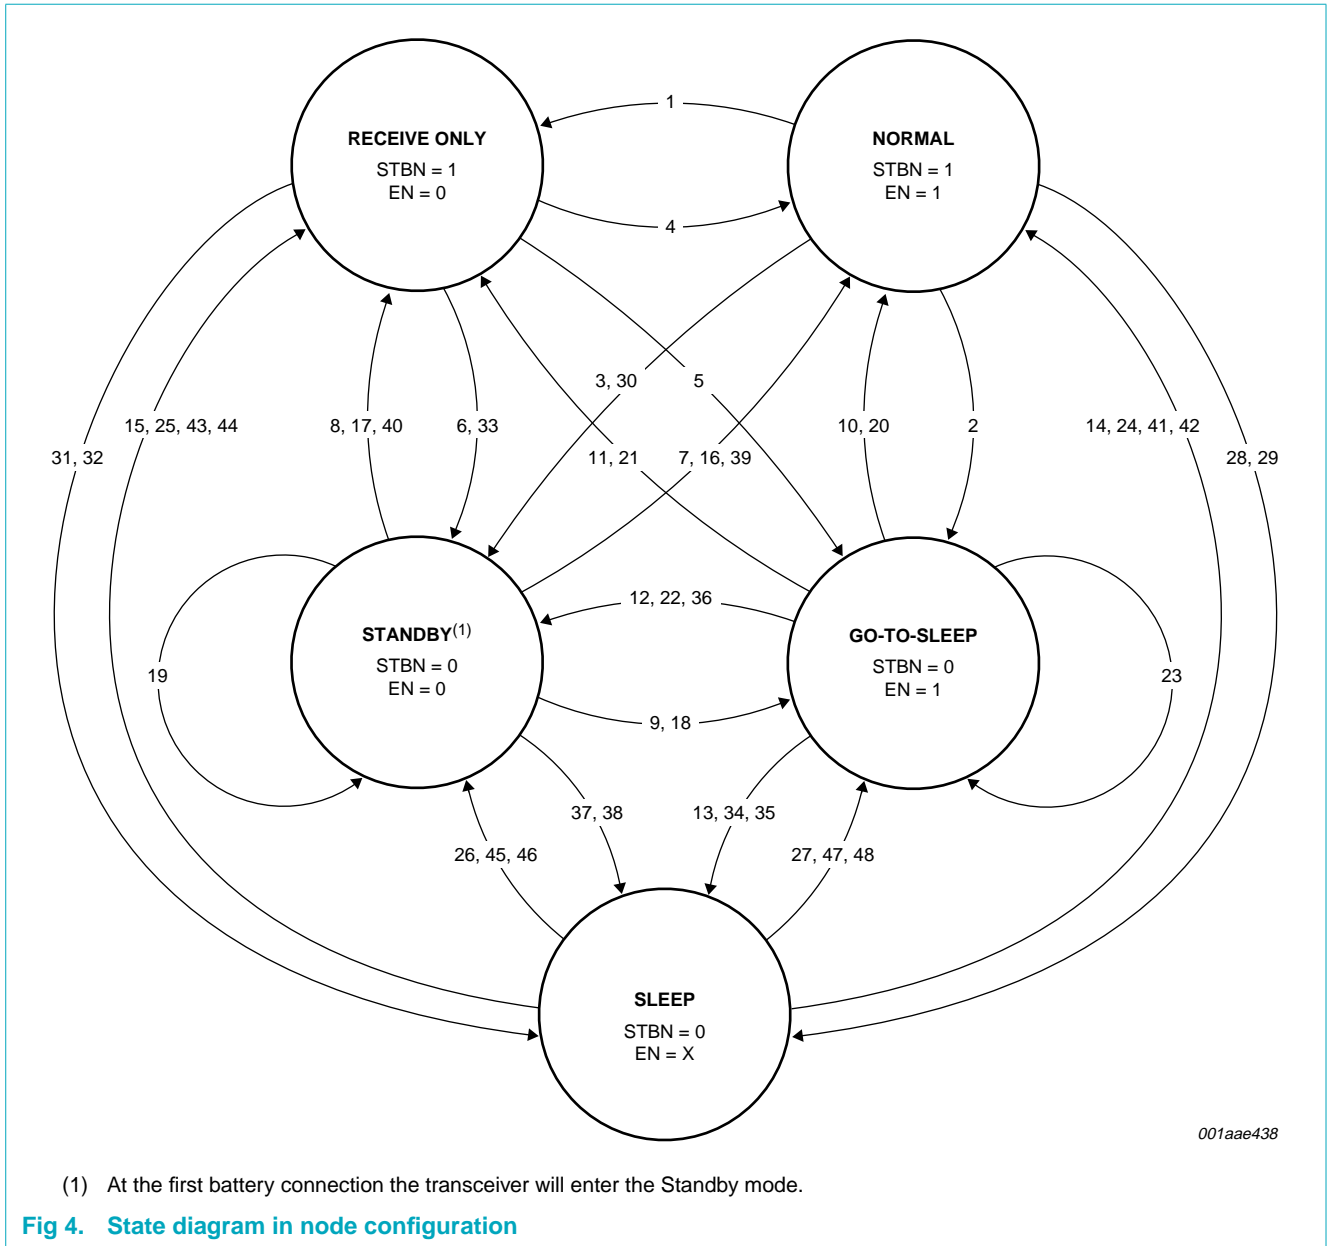 1
RECEIVE ONLY
STBN = 1
EN = 0
NORMAL
STBN = 1
EN = 1
4
3, 30
5
15, 25, 43, 44
8, 17, 40
6, 33
10, 20
2
14, 24, 41, 42
31, 32
11, 21
7, 16, 39
28, 29
12, 22, 36
STANDBY(1)
STBN = 0
EN = 0
GO-TO-SLEEP
STBN = 0
EN = 1
19
23
9, 18
37, 38
13, 34, 35
26, 45, 46
27, 47, 48
SLEEP
STBN = 0
EN = X
001aae438
(1) At the first battery connection the transceiver will enter the Standby mode.
Fig 4. State diagram in node configuration